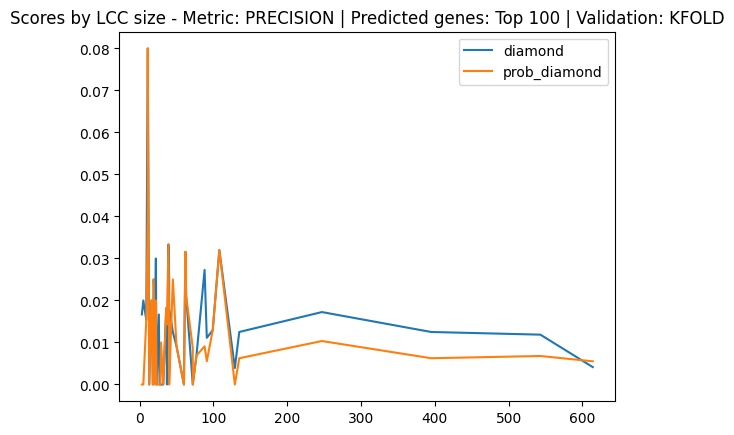 Scores by LCC size - Metric: PRECISION | Predicted genes: Top 100 | Validation: KFOLD
diamond
prob_diamond
0.08
0.07
0.06
0.05
0.04
0.03
0.02
0.01
0.00
0 100 200 300 400 500 600